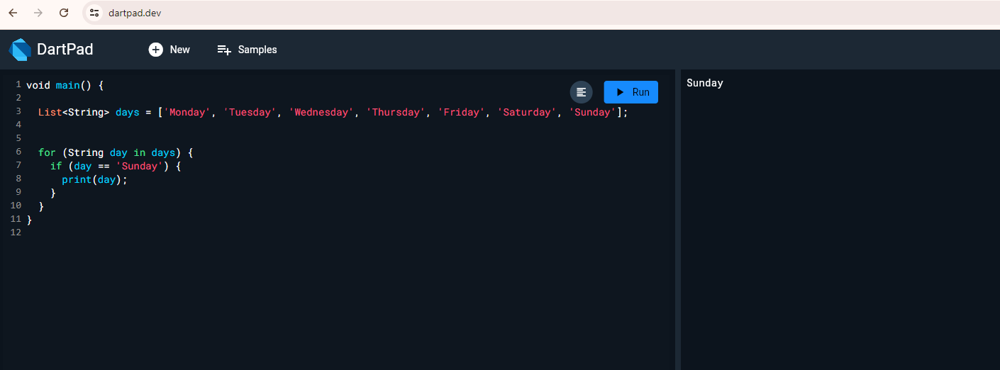 dartpad.dev
DartPad New Samples
1 void main() {
Run
2
3   List<String> days = ['Monday', 'Tuesday', 'Wednesday', 'Thursday', 'Friday', 'Saturday', 'Sunday'];
4
5
6   for (String day in days) {
7     if (day == 'Sunday') {
8       print(day);
9     }
10   }
11 }
12
Sunday